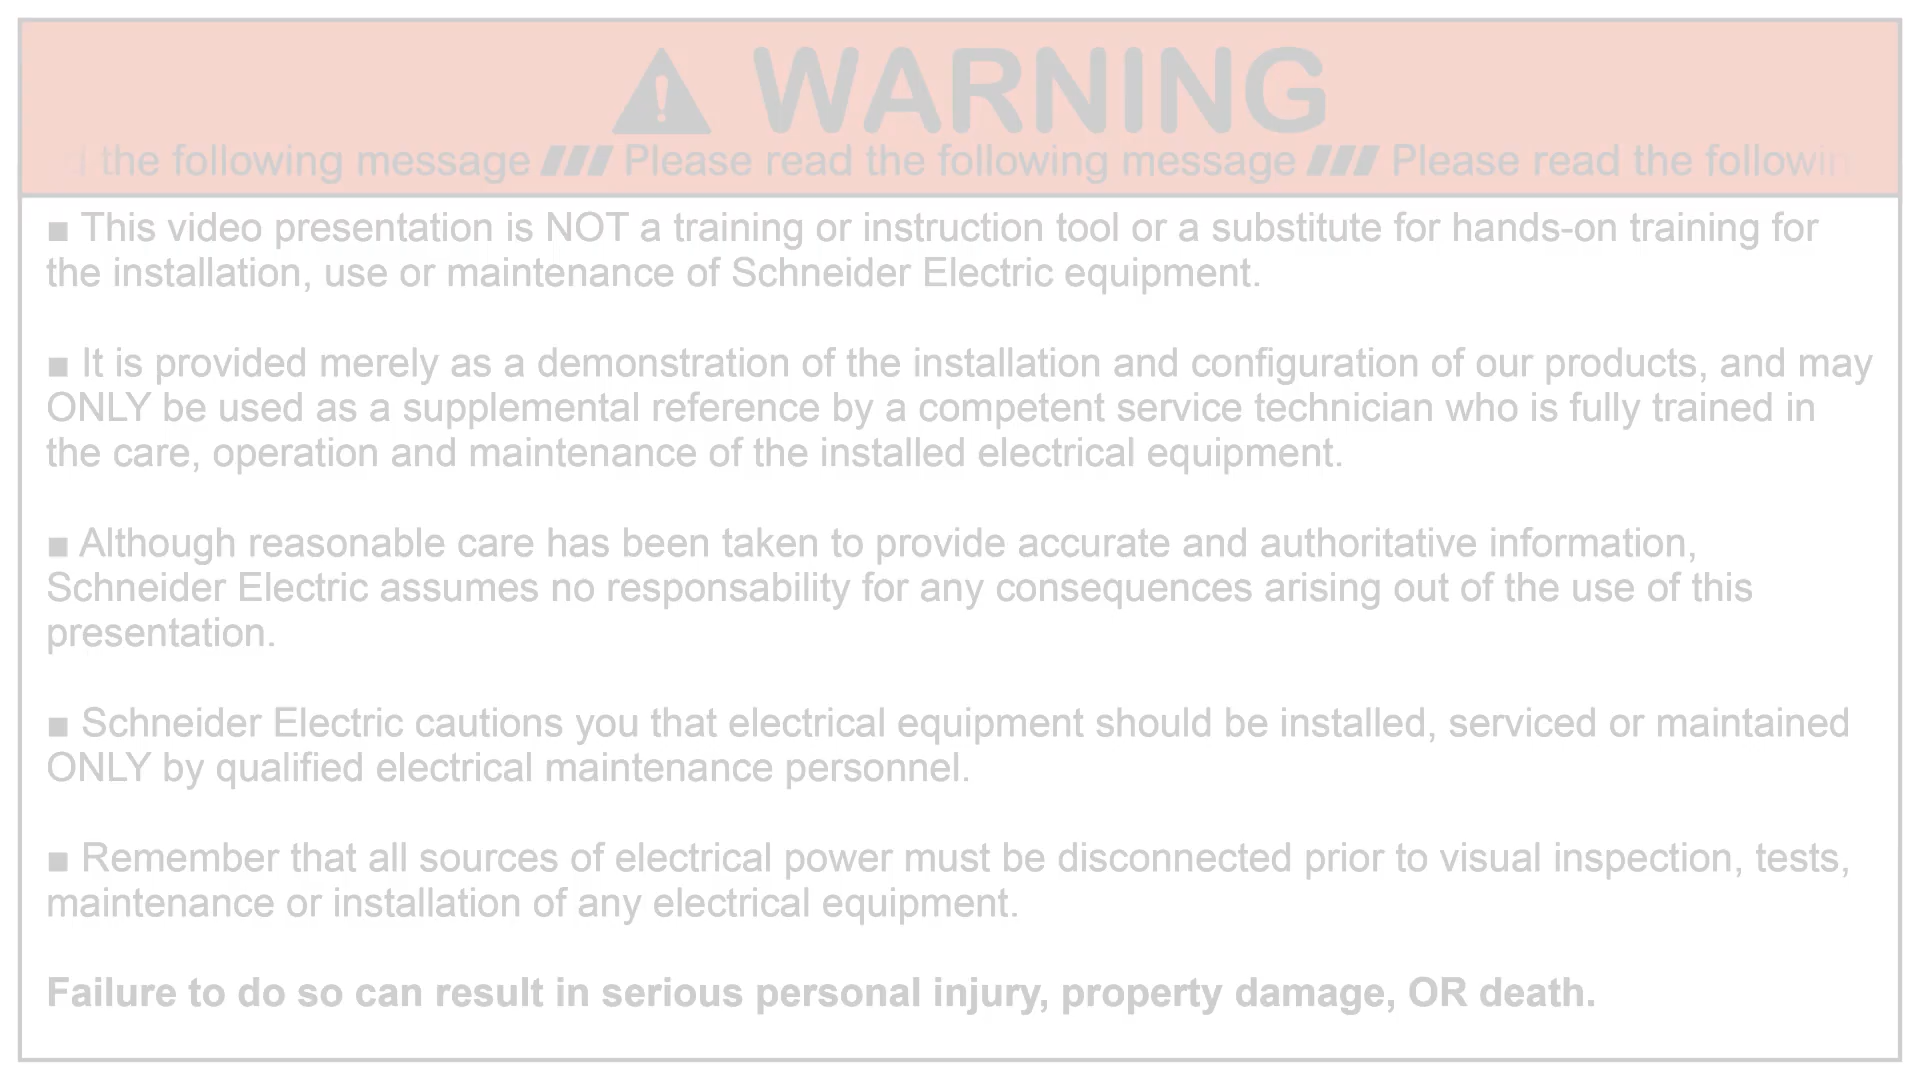 WARNING
the following message Please read the following message Please read the
■ This video presentation is NOT a training or instruction tool or a substitute for hands-on training for
the installation, use or maintenance of Schneider Electric equipment.
■ It is provided merely as a demonstration of the installation and configuration of our products, and may
ONLY be used as a supplemental reference by a competent service technician who is fully trained in
the care, operation and maintenance of the installed electrical equipment.
■ Although reasonable care has been taken to provide accurate and authoritative information,
Schneider Electric assumes no responsability for any consequences arising out of the use of this
presentation.
■ Schneider Electric cautions you that electrical equipment should be installed, serviced or maintained
ONLY by qualified electrical maintenance personnel.
■ Remember that all sources of electrical power must be disconnected prior to visual inspection, tests,
maintenance or installation of any electrical equipment.
Failure to do so can result in serious personal injury, property damage, OR death.